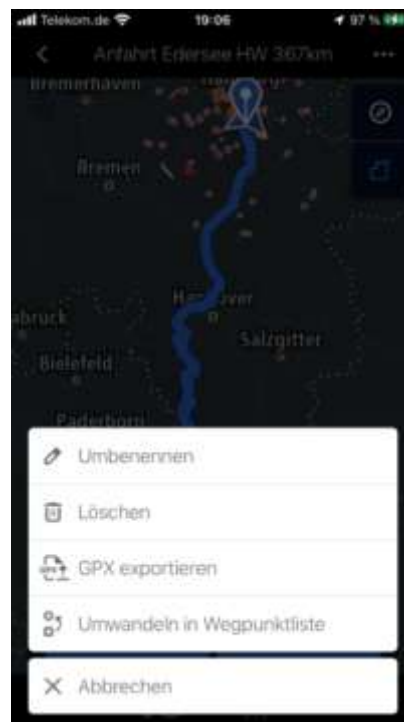 Telekom.de 19:06 97 %
Anfahrt Edersee HW 367km
Bremerhaven
Bremen
Hannover
Salzgitter
Bielefeld
Paderborn
Umbenennen
Löschen
GPX exportieren
Umwandeln in Wegpunktliste
Abbrechen